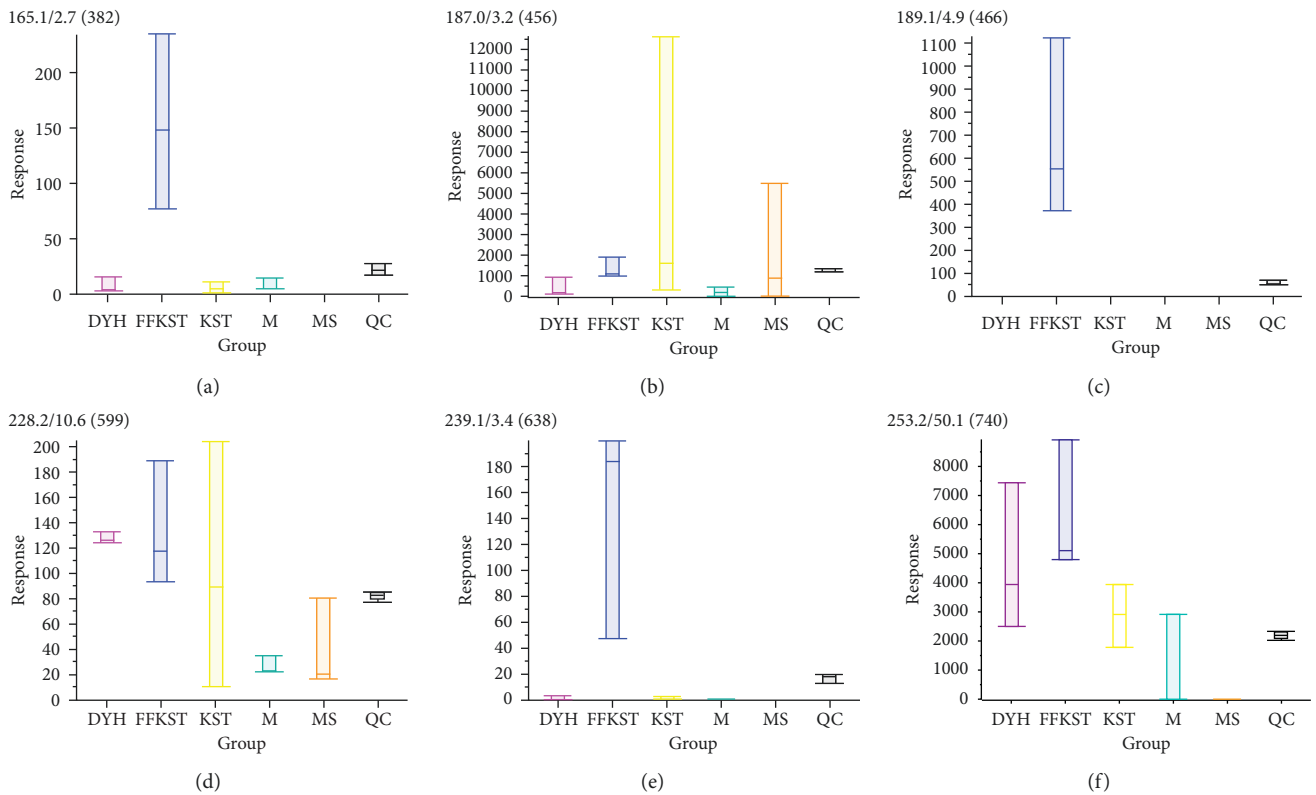 165.1/2.7 (382)
Response
200
150
100
50
0
DYH FFKST KST M MS QC
Group
(a)
187.0/3.2 (456)
Response
12000
11000
10000
9000
8000
7000
6000
5000
4000
3000
2000
1000
0
DYH FFKST KST M MS QC
Group
(b)
189.1/4.9 (466)
Response
1100
1000
900
800
700
600
500
400
300
200
100
0
DYH FFKST KST M MS QC
Group
(c)
228.2/10.6 (599)
Response
200
180
160
140
120
100
80
60
40
20
0
DYH FFKST KST M MS QC
Group
(d)
239.1/3.4 (638)
Response
180
160
140
120
100
80
60
40
20
0
DYH FFKST KST M MS QC
Group
(e)
253.2/50.1 (740)
Response
8000
7000
6000
5000
4000
3000
2000
1000
0
DYH FFKST KST M MS QC
Group
(f)